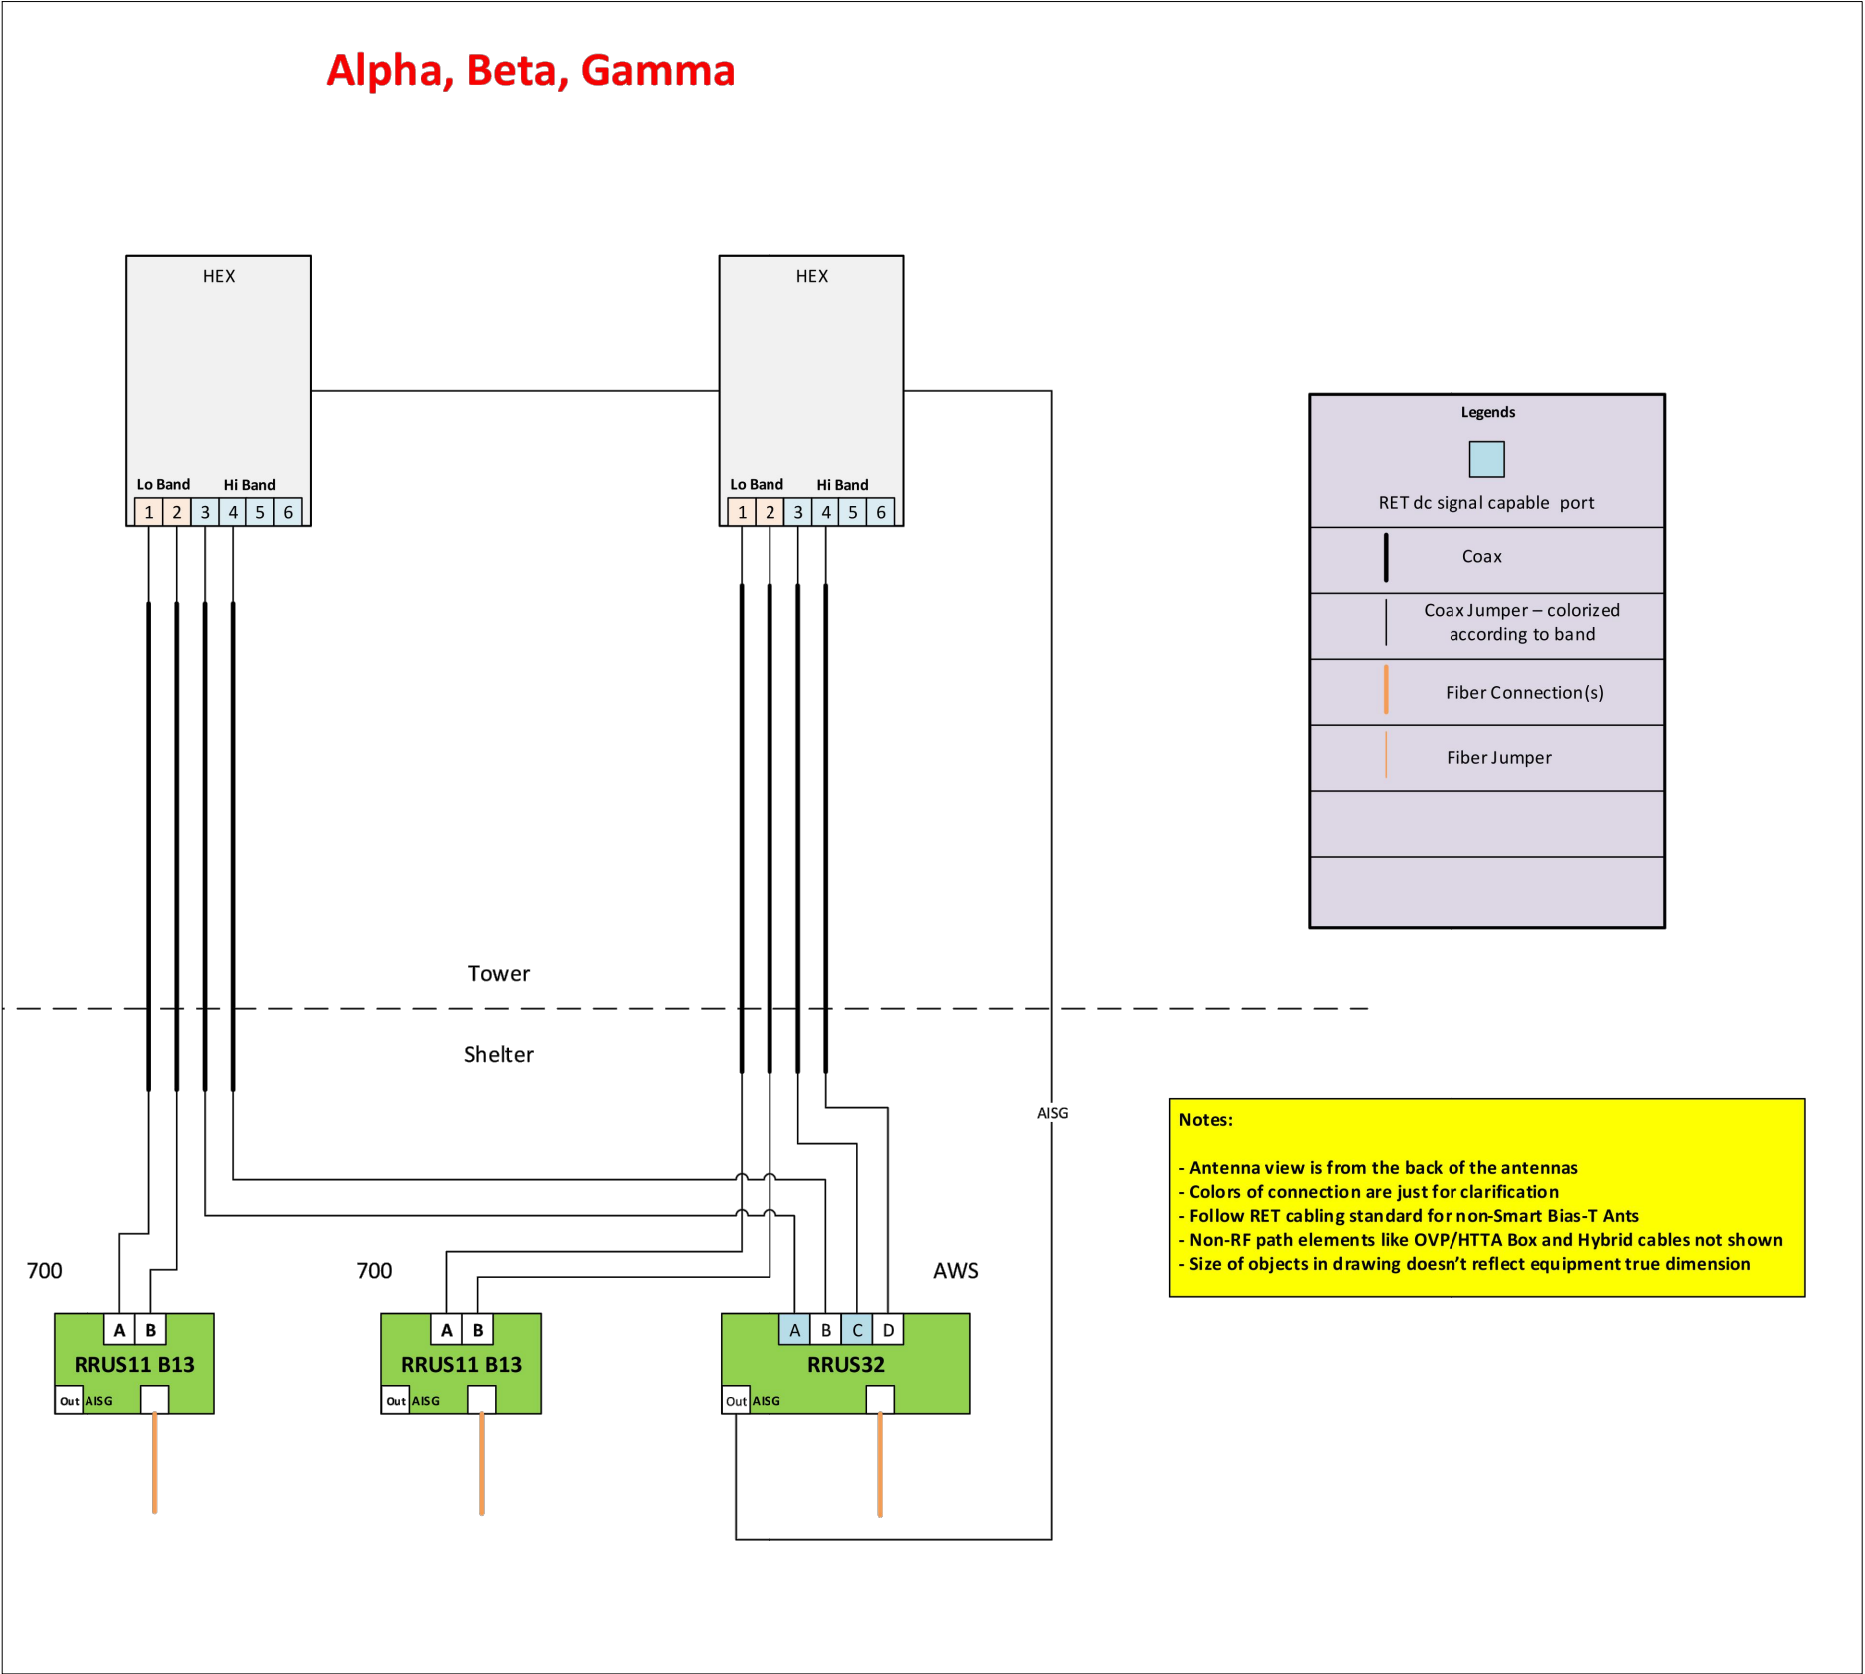 Alpha, Beta, Gamma
HEX
HEX
Lo Band Hi Band
1 2 3 4 5 6
Lo Band Hi Band
1 2 3 4 5 6
Legends
RET dc signal capable port
Coax
Coax Jumper – colorized
according to band
Fiber Connection(s)
Fiber Jumper
Tower
Shelter
AISG
Notes:
- Antenna view is from the back of the antennas
- Colors of connection are just for clarification
- Follow RET cabling standard for non-Smart Bias-T Ants
- Non-RF path elements like OVP/HTTA Box and Hybrid cables not shown
- Size of objects in drawing doesn’t reflect equipment true dimension
700
A B
RRUS11 B13
Out AISG
700
A B
RRUS11 B13
Out AISG
AWS
A B C D
RRUS32
Out AISG